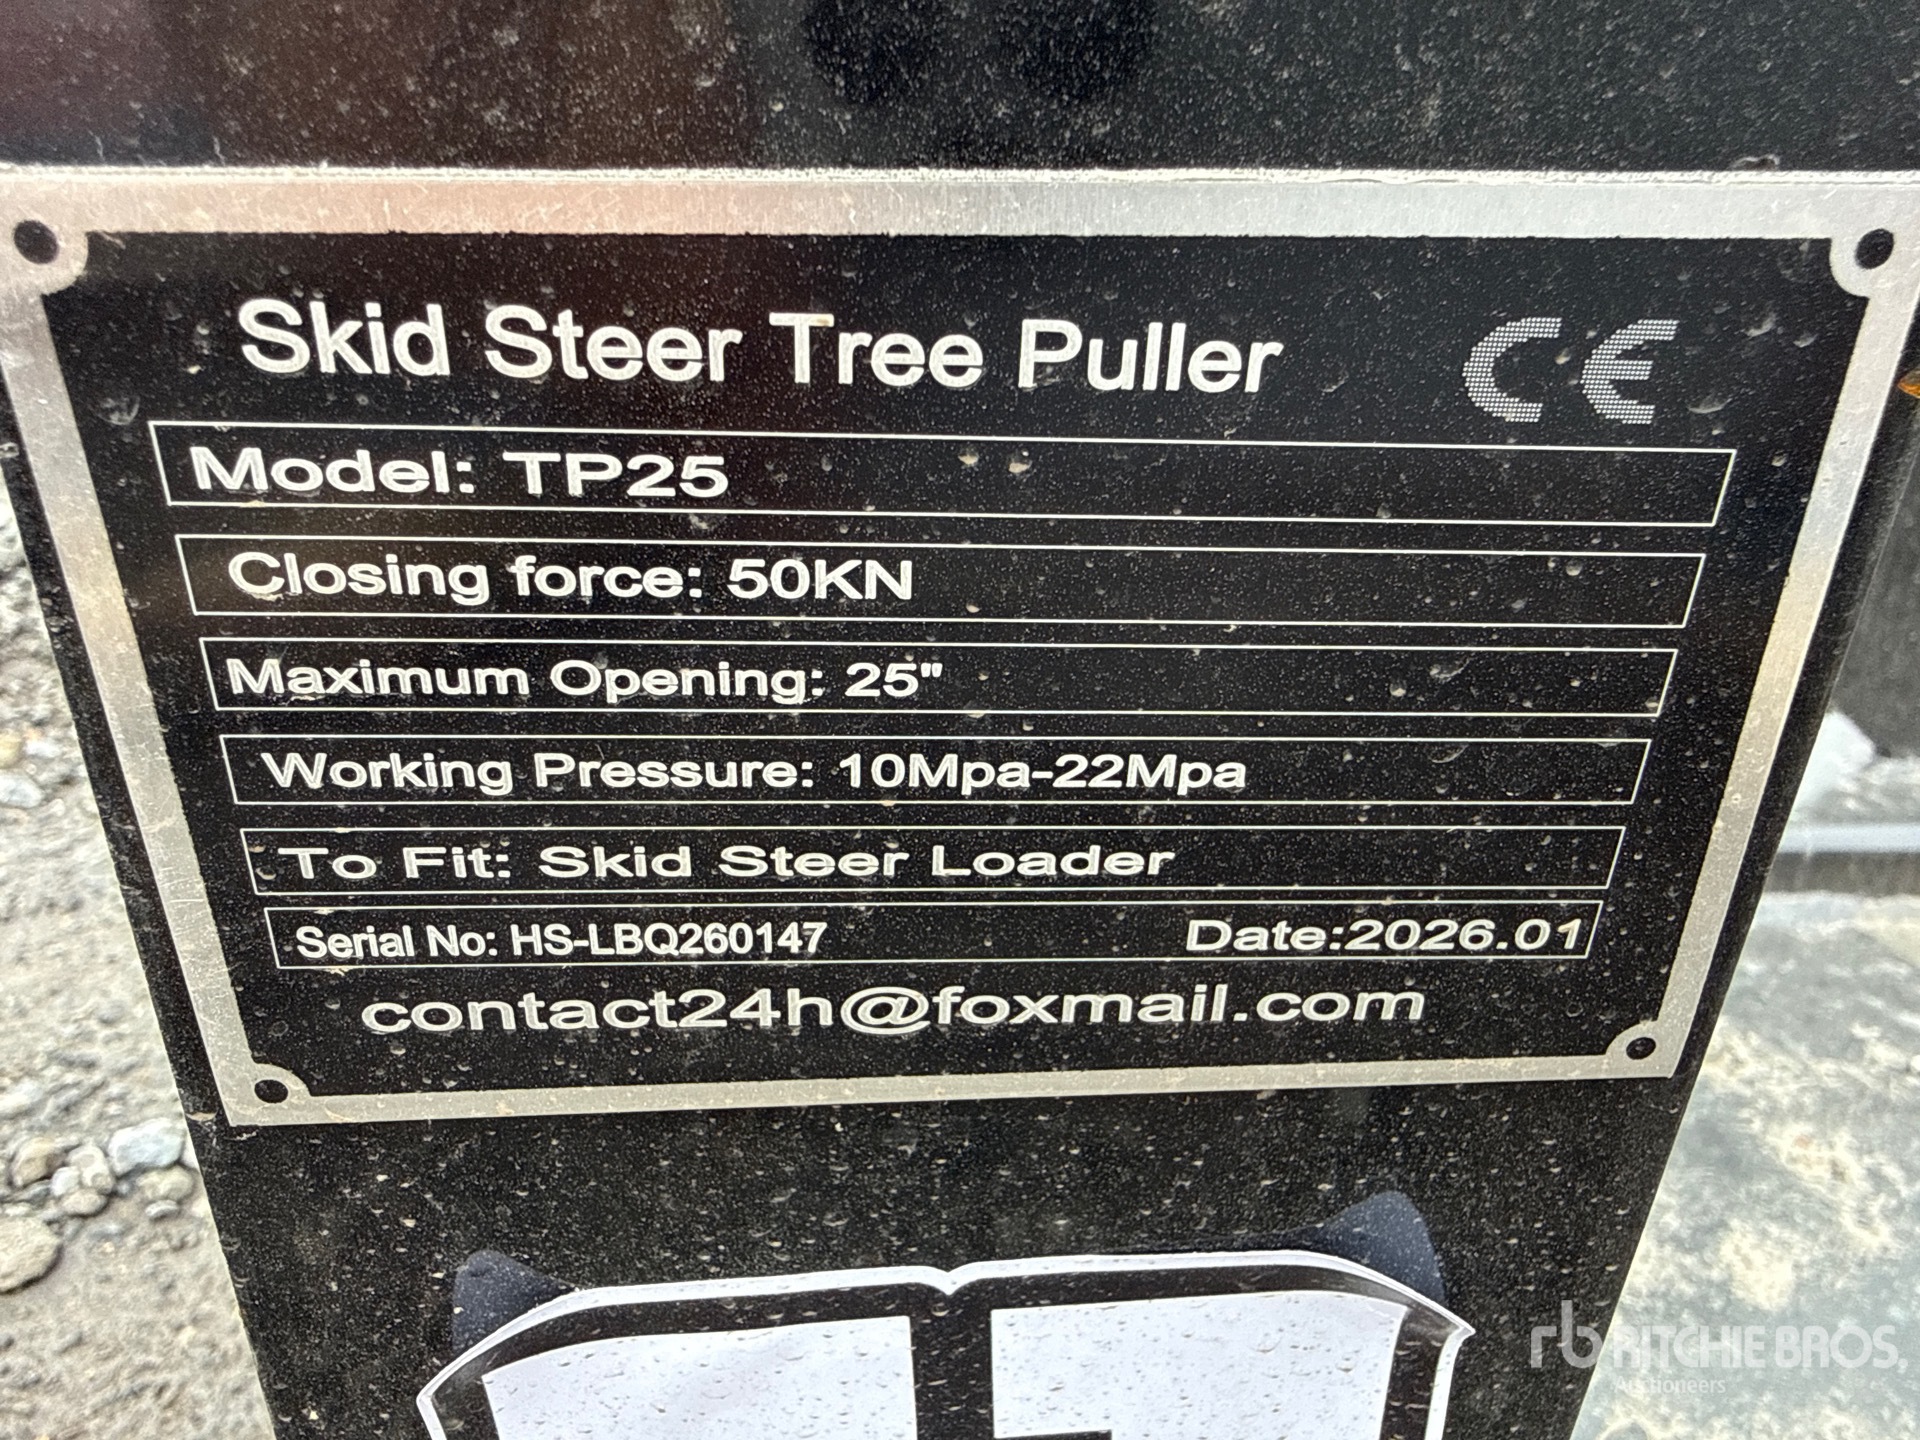 Skid Steer Tree Puller CE
Model: TP25
Closing force: 50KN
Maximum Opening: 25"
Working Pressure: 10Mpa-22Mpa
To Fit: Skid Steer Loader
Serial No: HS-LBQ260147 Date:2026.01
contact24h@foxmail.com
rb RITCHIE BROS.
Auctioneers